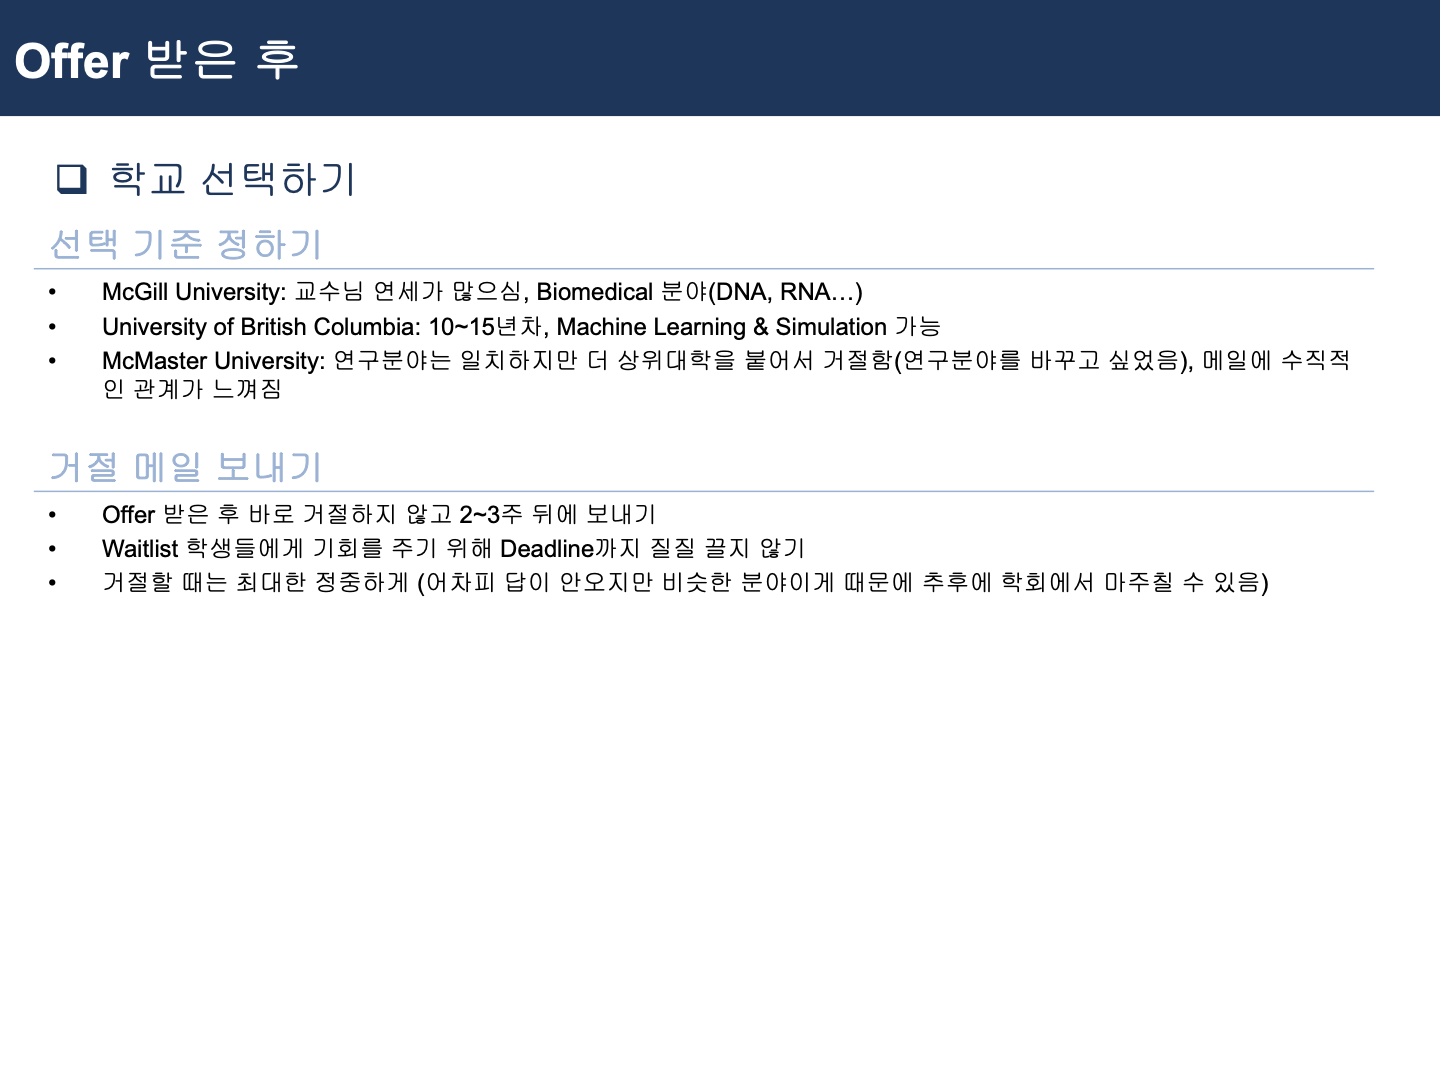 Offer 받은 후
❑ 학교 선택하기
선택 기준 정하기
• McGill University: 교수님 연세가 많으심, Biomedical 분야(DNA, RNA…)
• University of British Columbia: 10~15년차, Machine Learning & Simulation 가능
• McMaster University: 연구분야는 일치하지만 더 상위대학을 붙어서 거절함(연구분야를 바꾸고 싶었음), 메일에 수직적
인 관계가 느껴짐
거절 메일 보내기
• Offer 받은 후 바로 거절하지 않고 2~3주 뒤에 보내기
• Waitlist 학생들에게 기회를 주기 위해 Deadline까지 질질 끌지 않기
• 거절할 때는 최대한 정중하게 (어차피 답이 안오지만 비슷한 분야이게 때문에 추후에 학회에서 마주칠 수 있음)